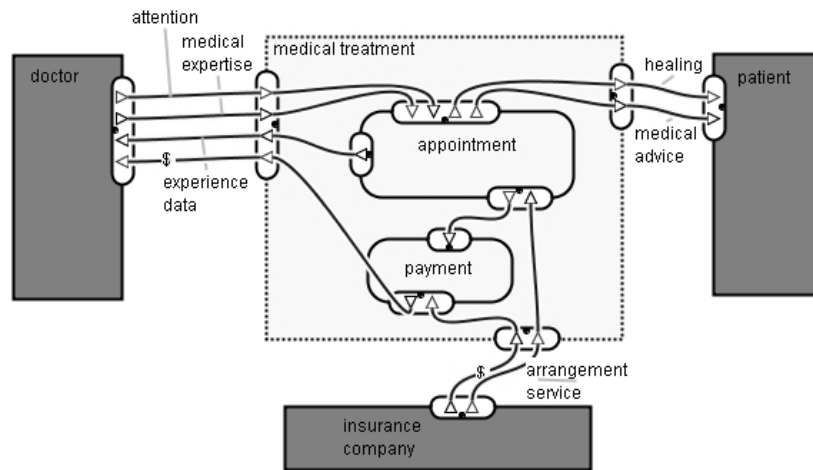 attention
medical
expertise
medical treatment
doctor
healing
patient
appointment
medical
advice
$
experience
data
payment
$
arrangement
service
insurance
company